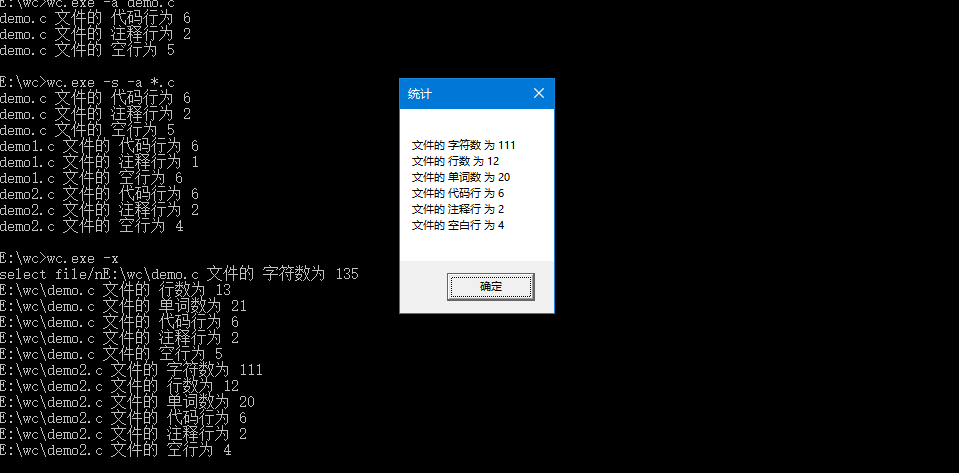 E:\wc>wc.exe -a demo.c
demo.c 文件的 代码行为 6
demo.c 文件的 注释行为 2
demo.c 文件的 空行为 5
E:\wc>wc.exe -s -a *.c
demo.c 文件的 代码行为 6
demo.c 文件的 注释行为 2
demo.c 文件的 空行为 5
demo1.c 文件的 代码行为 6
demo1.c 文件的 注释行为 1
demo1.c 文件的 空行为 6
demo2.c 文件的 代码行为 6
demo2.c 文件的 注释行为 2
demo2.c 文件的 空行为 4
E:\wc>wc.exe -x
select file/nE:\wc\demo.c 文件的 字符数为 135
E:\wc\demo.c 文件的 行数为 13
E:\wc\demo.c 文件的 单词数为 21
E:\wc\demo.c 文件的 代码行为 6
E:\wc\demo.c 文件的 注释行为 2
E:\wc\demo.c 文件的 空行为 5
E:\wc\demo2.c 文件的 字符数为 111
E:\wc\demo2.c 文件的 行数为 12
E:\wc\demo2.c 文件的 单词数为 20
E:\wc\demo2.c 文件的 代码行为 6
E:\wc\demo2.c 文件的 注释行为 2
E:\wc\demo2.c 文件的 空行为 4
统计
文件的 字符数 为 111
文件的 行数 为 12
文件的 单词数 为 20
文件的 代码行 为 6
文件的 注释行 为 2
文件的 空白行 为 4
确定